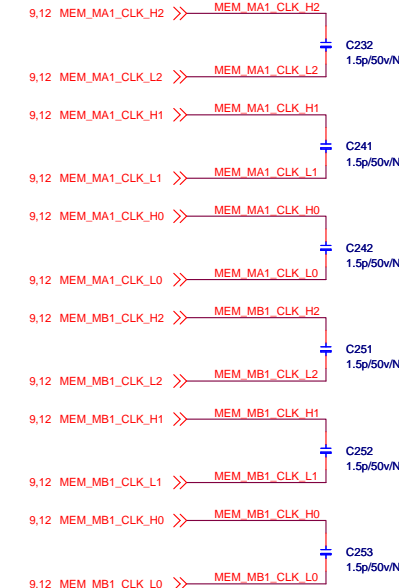 9,12 MEM_MA1_CLK_H2 MEM_MA1_CLK_H2
C232
1.5p/50v/N
9,12 MEM_MA1_CLK_L2 MEM_MA1_CLK_L2
9,12 MEM_MA1_CLK_H1 MEM_MA1_CLK_H1
C241
1.5p/50v/N
9,12 MEM_MA1_CLK_L1 MEM_MA1_CLK_L1
9,12 MEM_MA1_CLK_H0 MEM_MA1_CLK_H0
C242
1.5p/50v/N
9,12 MEM_MA1_CLK_L0 MEM_MA1_CLK_L0
9,12 MEM_MB1_CLK_H2 MEM_MB1_CLK_H2
C251
1.5p/50v/N
9,12 MEM_MB1_CLK_L2 MEM_MB1_CLK_L2
9,12 MEM_MB1_CLK_H1 MEM_MB1_CLK_H1
C252
1.5p/50v/N
9,12 MEM_MB1_CLK_L1 MEM_MB1_CLK_L1
9,12 MEM_MB1_CLK_H0 MEM_MB1_CLK_H0
C253
1.5p/50v/N
9,12 MEM_MB1_CLK_L0 MEM_MB1_CLK_L0